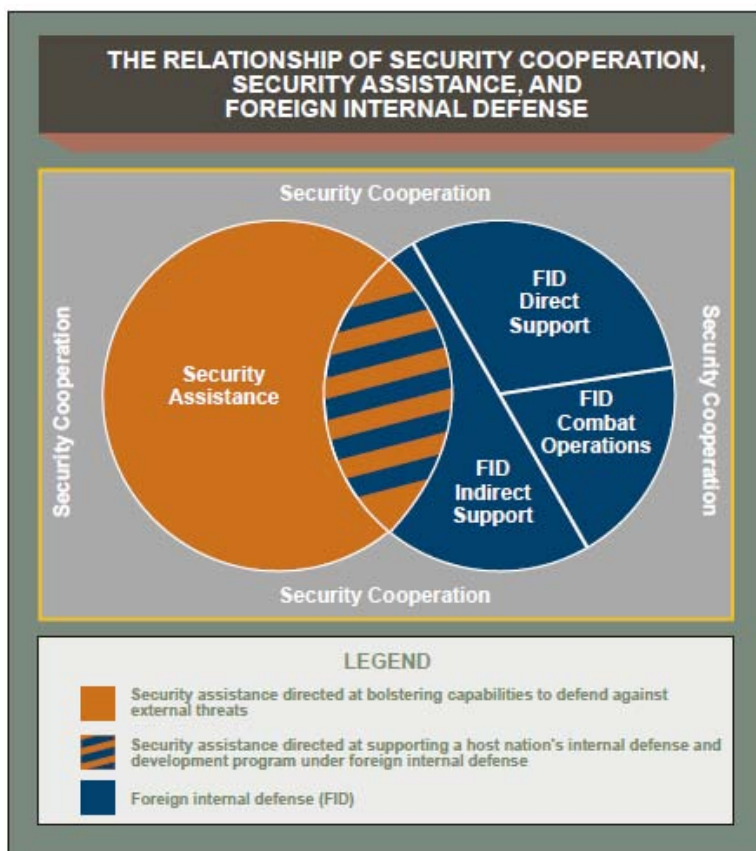 THE RELATIONSHIP OF SECURITY COOPERATION,
SECURITY ASSISTANCE, AND
FOREIGN INTERNAL DEFENSE
Security Cooperation
Security Cooperation
Security
Assistance
FID
Direct
Support
FID
Combat
Operations
FID
Indirect
Support
Security Cooperation
Security Cooperation
LEGEND
Security assistance directed at bolstering capabilities to defend against
external threats
Security assistance directed at supporting a host nation's internal defense and
development program under foreign internal defense
Foreign internal defense (FID)